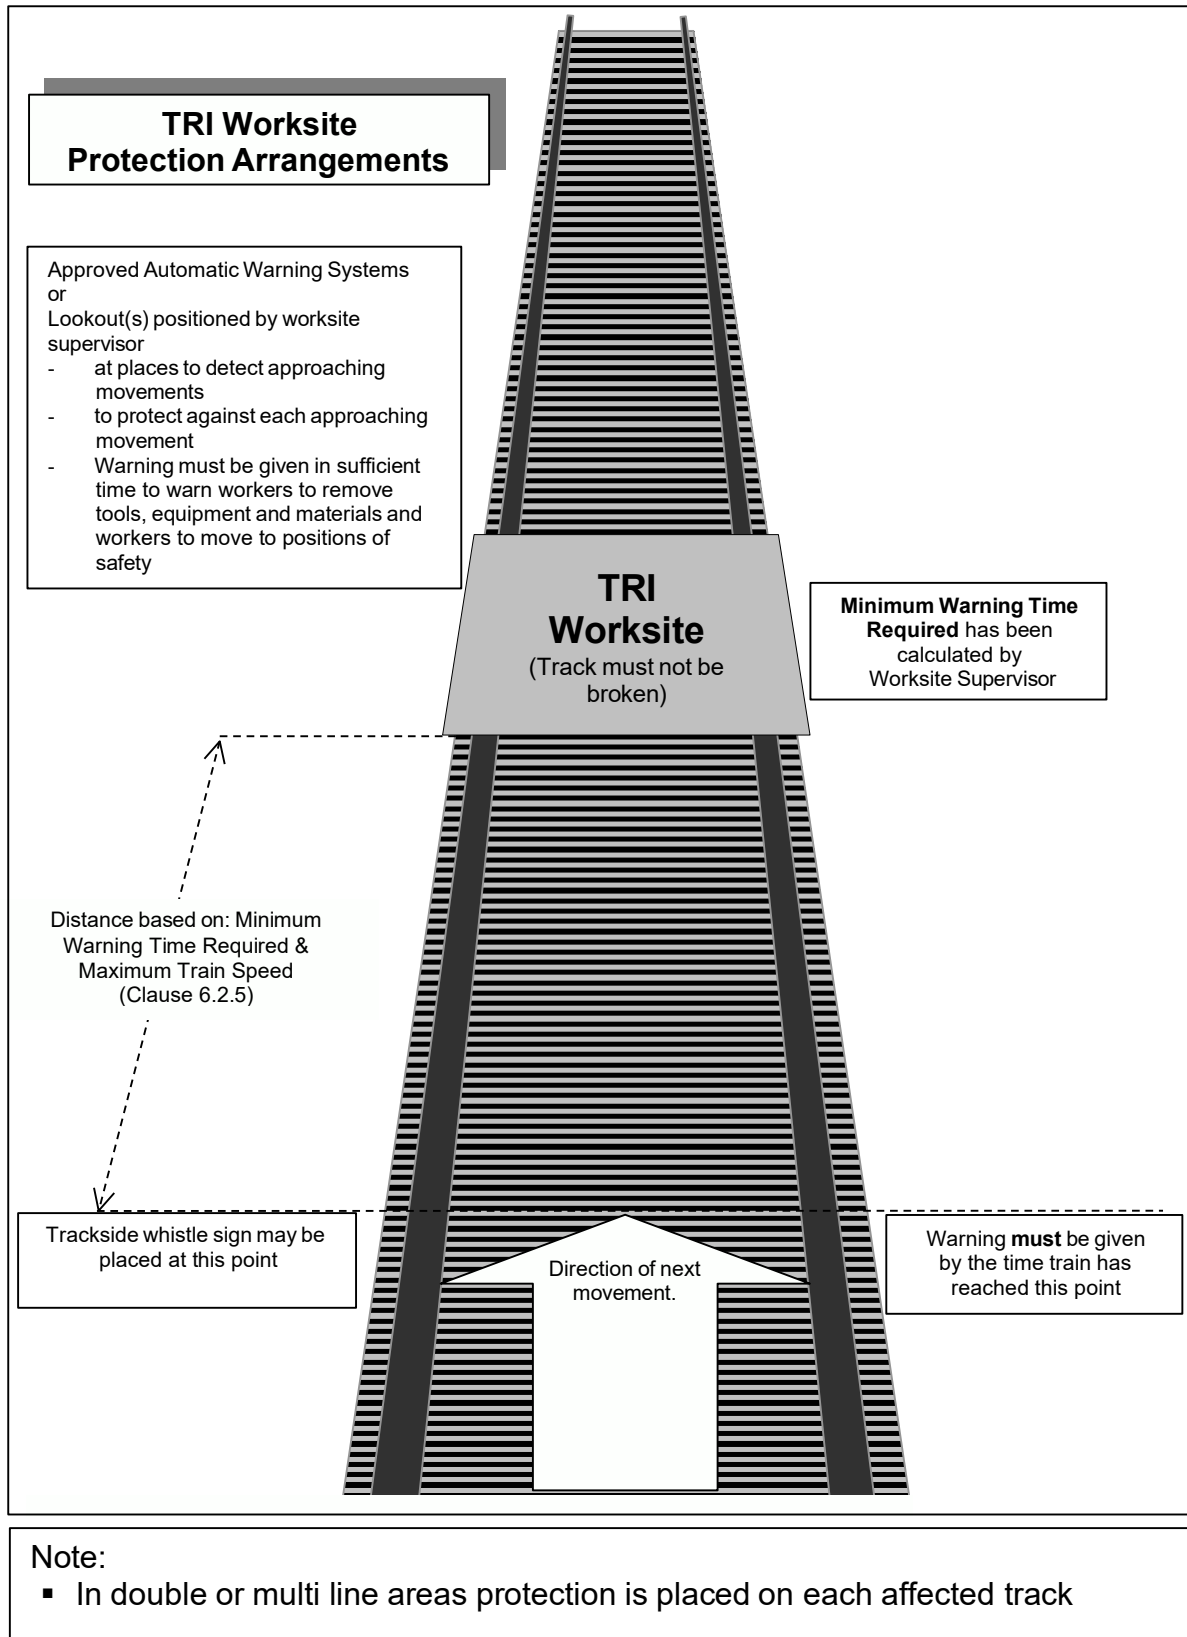 TRI Worksite
Protection Arrangements
Approved Automatic Warning Systems
or
Lookout(s) positioned by worksite
supervisor
- at places to detect approaching
movements
- to protect against each approaching
movement
- Warning must be given in sufficient
time to warn workers to remove
tools, equipment and materials and
workers to move to positions of
safety
TRI
Worksite
(Track must not be
broken)
Minimum Warning Time
Required has been
calculated by
Worksite Supervisor
Distance based on: Minimum
Warning Time Required &
Maximum Train Speed
(Clause 6.2.5)
Trackside whistle sign may be
placed at this point
Direction of next
movement.
Warning must be given
by the time train has
reached this point
Note:
▪ In double or multi line areas protection is placed on each affected track